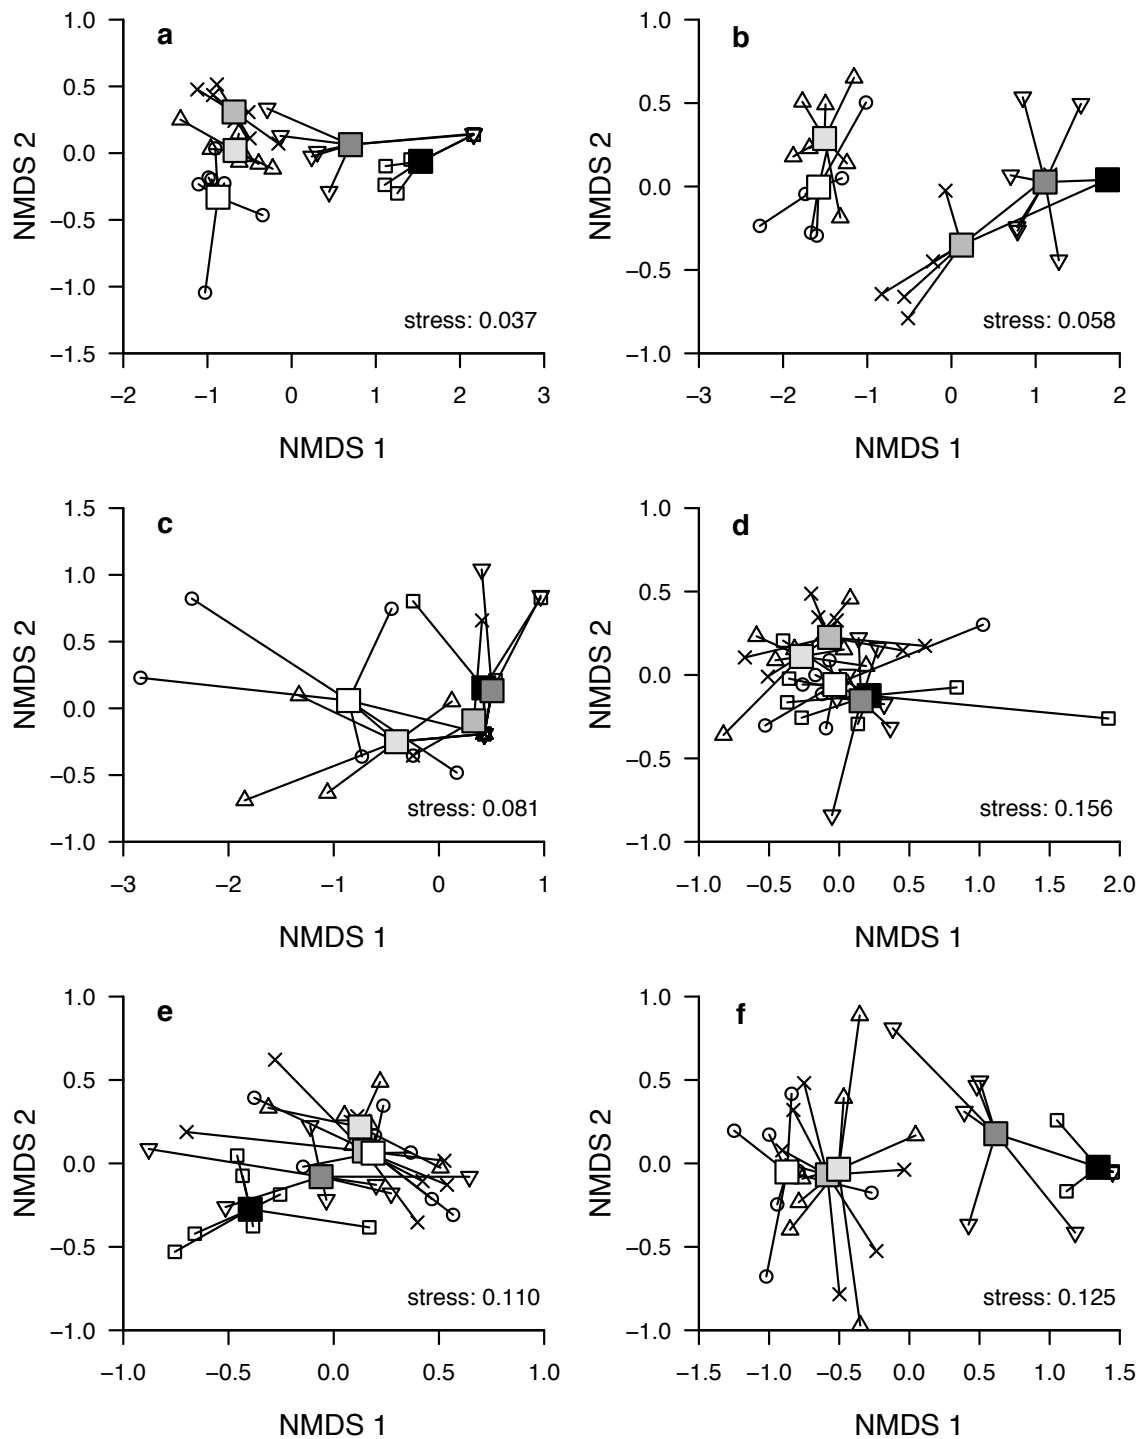 a
1.0
0.5
0.0
−0.5
−1.0
−1.5
NMDS 2
stress: 0.037
−2 −1 0 1 2 3
NMDS 1
b
1.0
0.5
0.0
−0.5
−1.0
NMDS 2
stress: 0.058
−3 −2 −1 0 1 2
NMDS 1
c
1.5
1.0
0.5
0.0
−0.5
−1.0
NMDS 2
stress: 0.081
−3 −2 −1 0 1
NMDS 1
d
1.0
0.5
0.0
−0.5
−1.0
NMDS 2
stress: 0.156
−1.0 −0.5 0.0 0.5 1.0 1.5 2.0
NMDS 1
e
1.0
0.5
0.0
−0.5
−1.0
NMDS 2
stress: 0.110
−1.0 −0.5 0.0 0.5 1.0
NMDS 1
f
1.0
0.5
0.0
−0.5
−1.0
NMDS 2
stress: 0.125
−1.5 −1.0 −0.5 0.0 0.5 1.0 1.5
NMDS 1